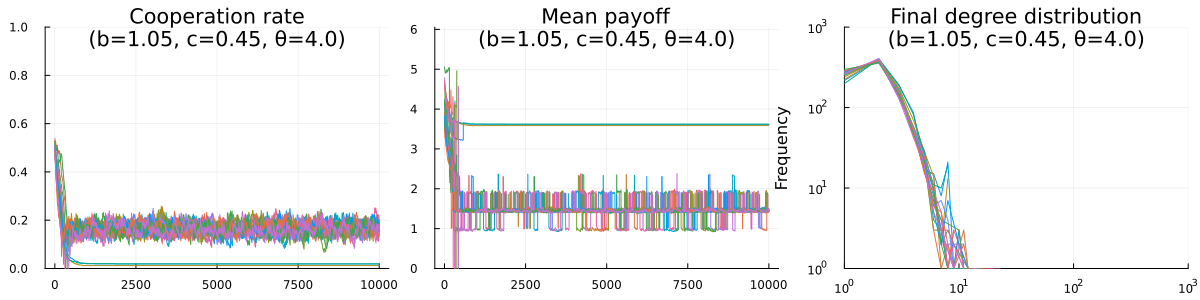 Cooperation rate
(b=1.05, c=0.45, θ=4.0)
1.0
0.8
0.6
0.4
0.2
0.0
0 2500 5000 7500 10000
Mean payoff
(b=1.05, c=0.45, θ=4.0)
6
5
4
3
2
1
0
0 2500 5000 7500 10000
Final degree distribution
(b=1.05, c=0.45, θ=4.0)
Frequency
10³
10²
10¹
10⁰
10⁰ 10¹ 10² 10³